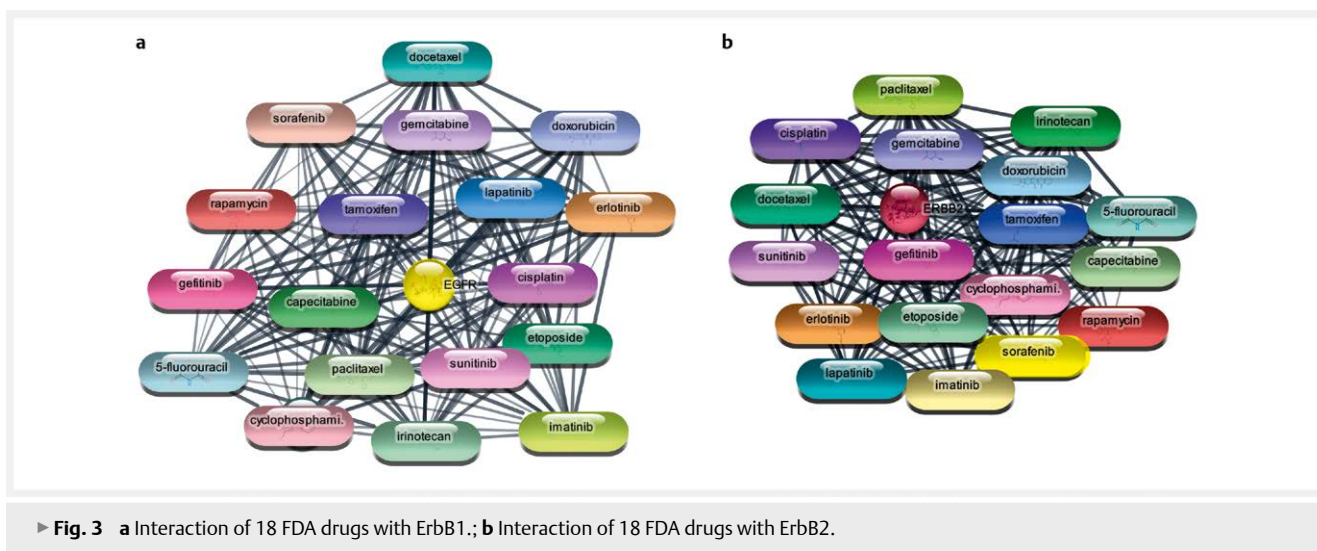 a
docetaxel
sorafenib
gemcitabine
doxorubicin
rapamycin
tamoxifen
lapatinib
erlotinib
gefitinib
capecitabine
EGFR
cisplatin
etoposide
5-fluorouracil
paclitaxel
sunitinib
cyclophosphami.
irinotecan
imatinib
b
paclitaxel
irinotecan
cisplatin
gemcitabine
doxorubicin
docetaxel
ERBB2
tamoxifen
5-fluorouracil
sunitinib
gefitinib
capecitabine
cyclophosphami.
erlotinib
etoposide
rapamycin
sorafenib
lapatinib
imatinib
▶ Fig. 3 a Interaction of 18 FDA drugs with ErbB1.; b Interaction of 18 FDA drugs with ErbB2.